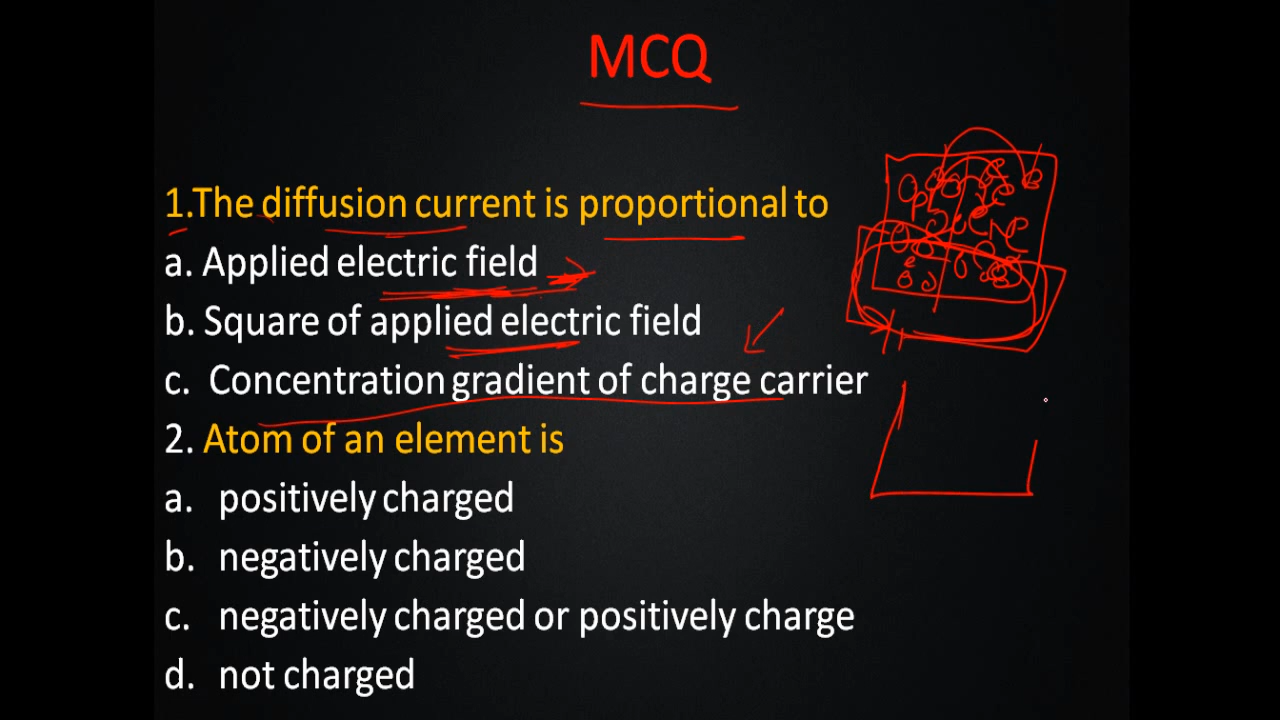 MCQ
1.The diffusion current is proportional to
a. Applied electric field
b. Square of applied electric field
c. Concentration gradient of charge carrier
2. Atom of an element is
a. positively charged
b. negatively charged
c. negatively charged or positively charge
d. not charged